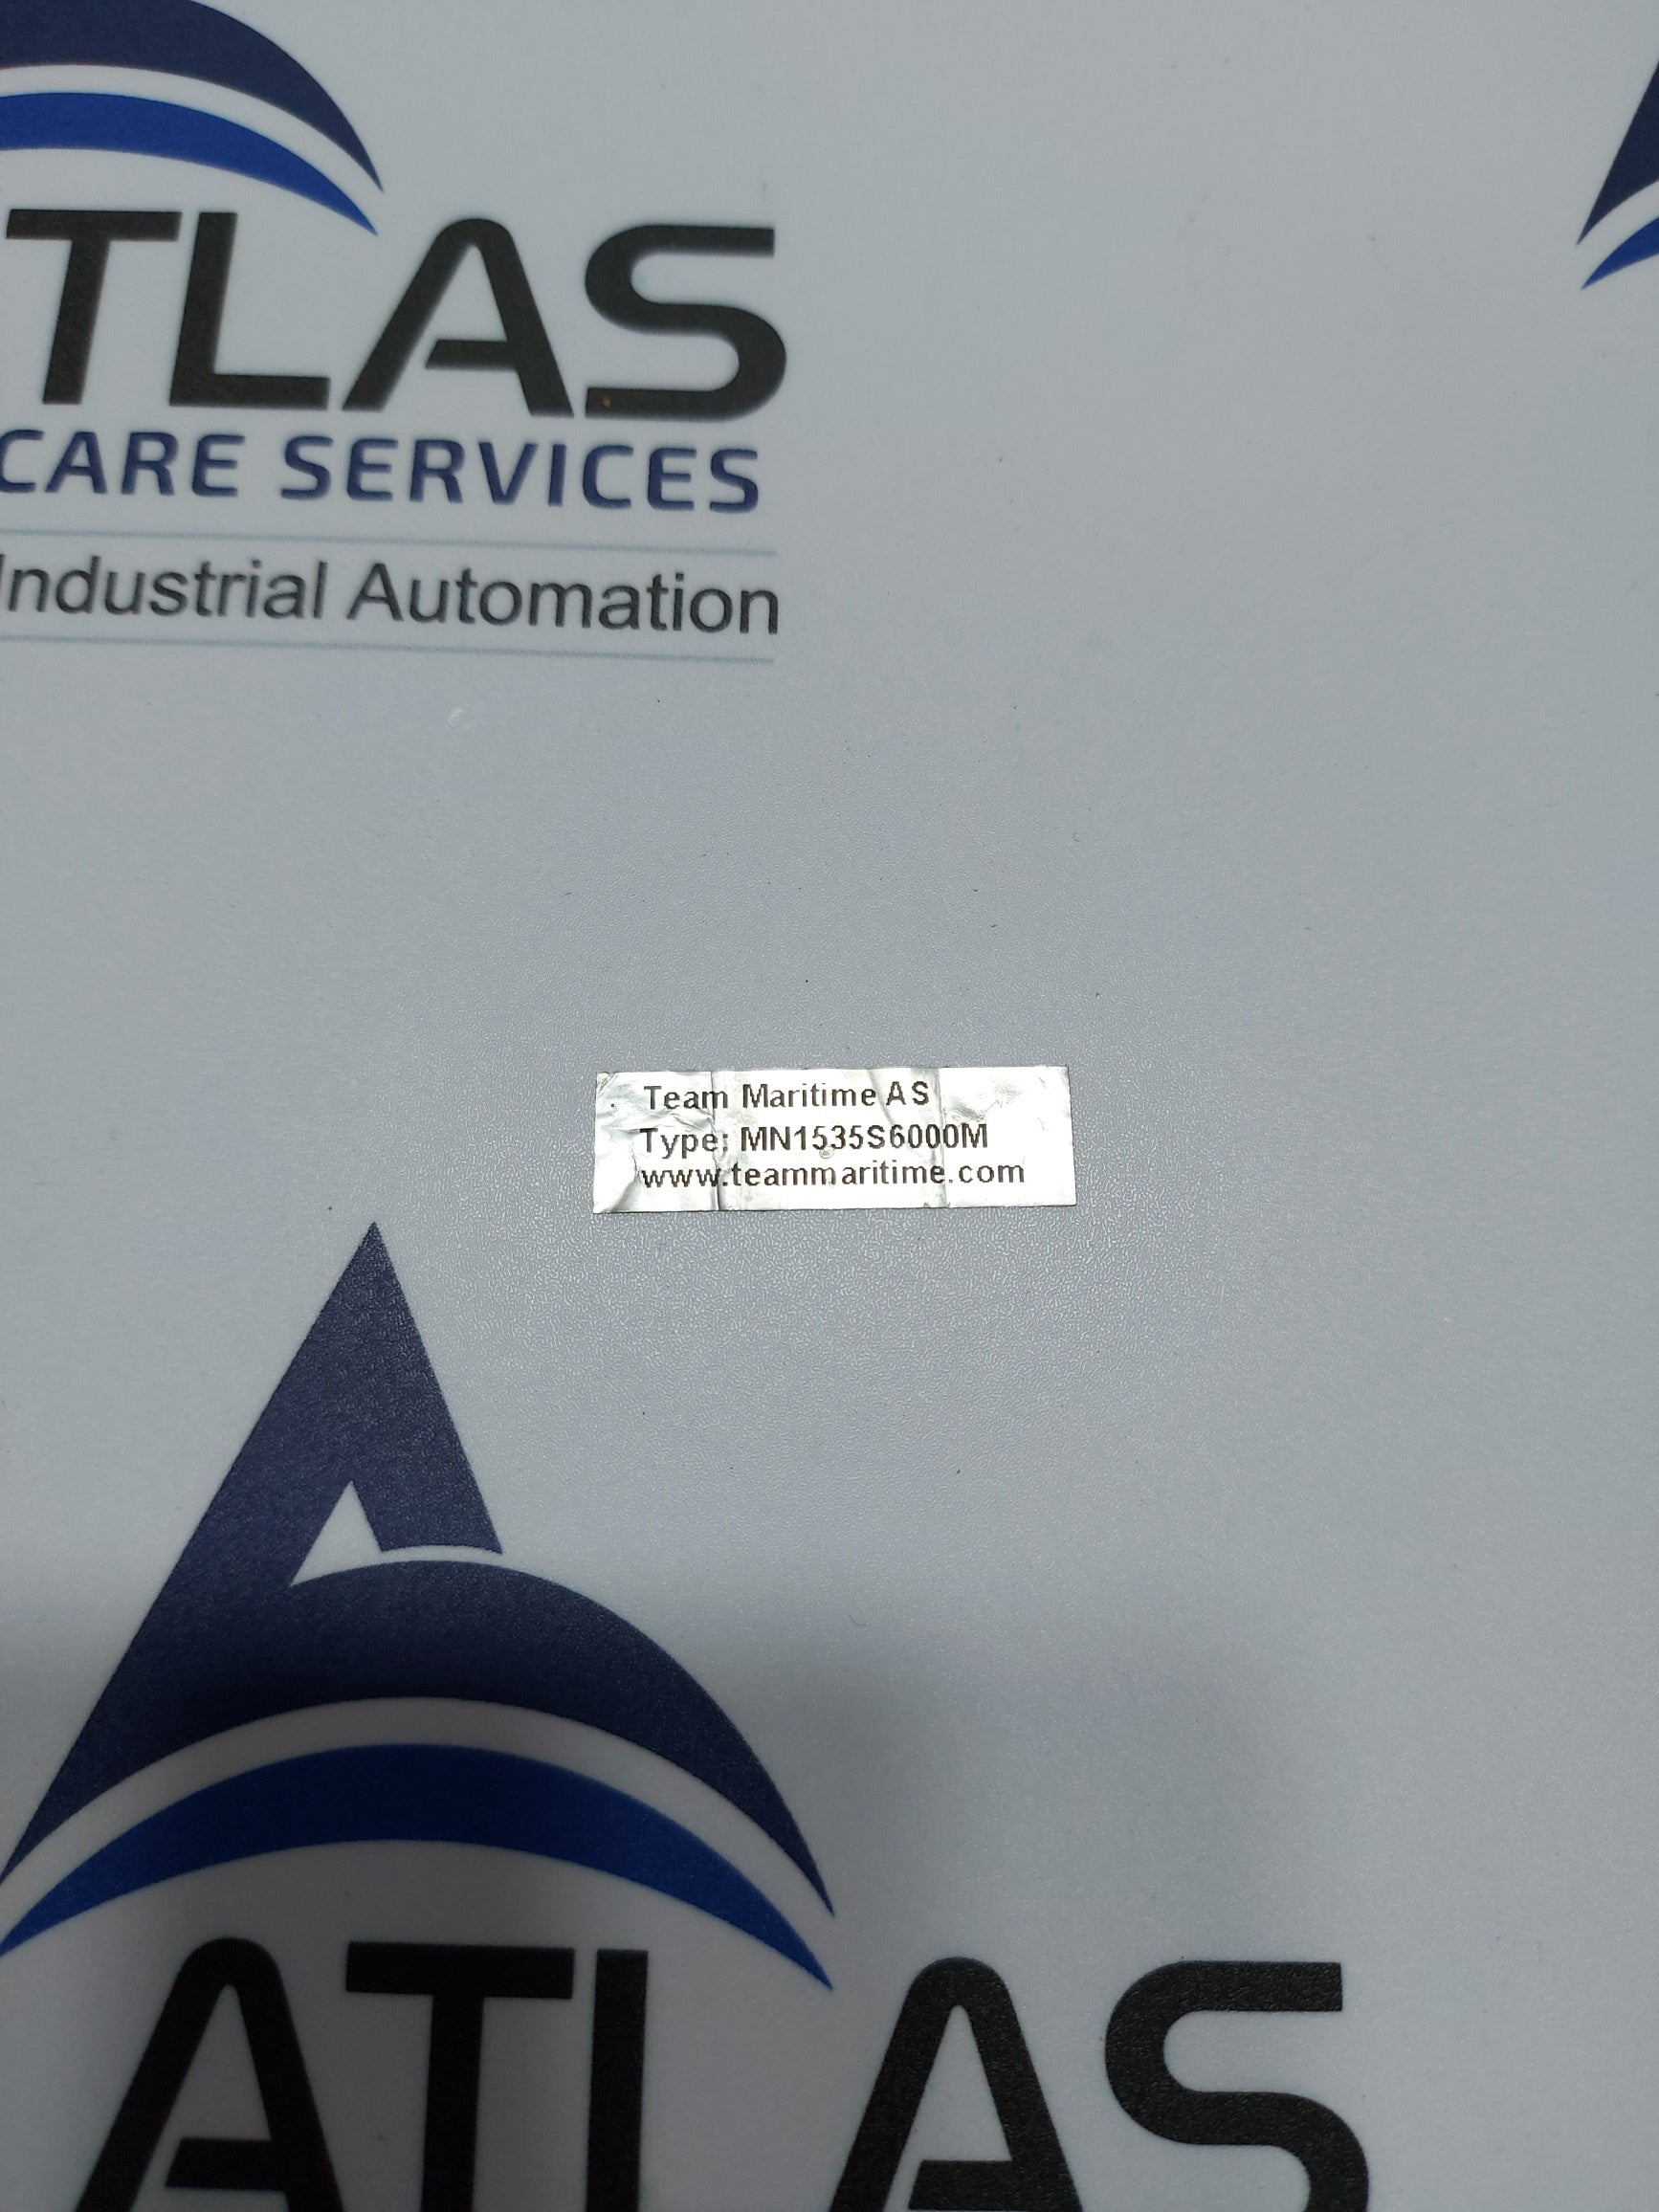 TLAS
CARE SERVICES
Industrial Automation
Team Maritime AS
Type: MN1535S6000M
www.teammaritime.com
ATLAS